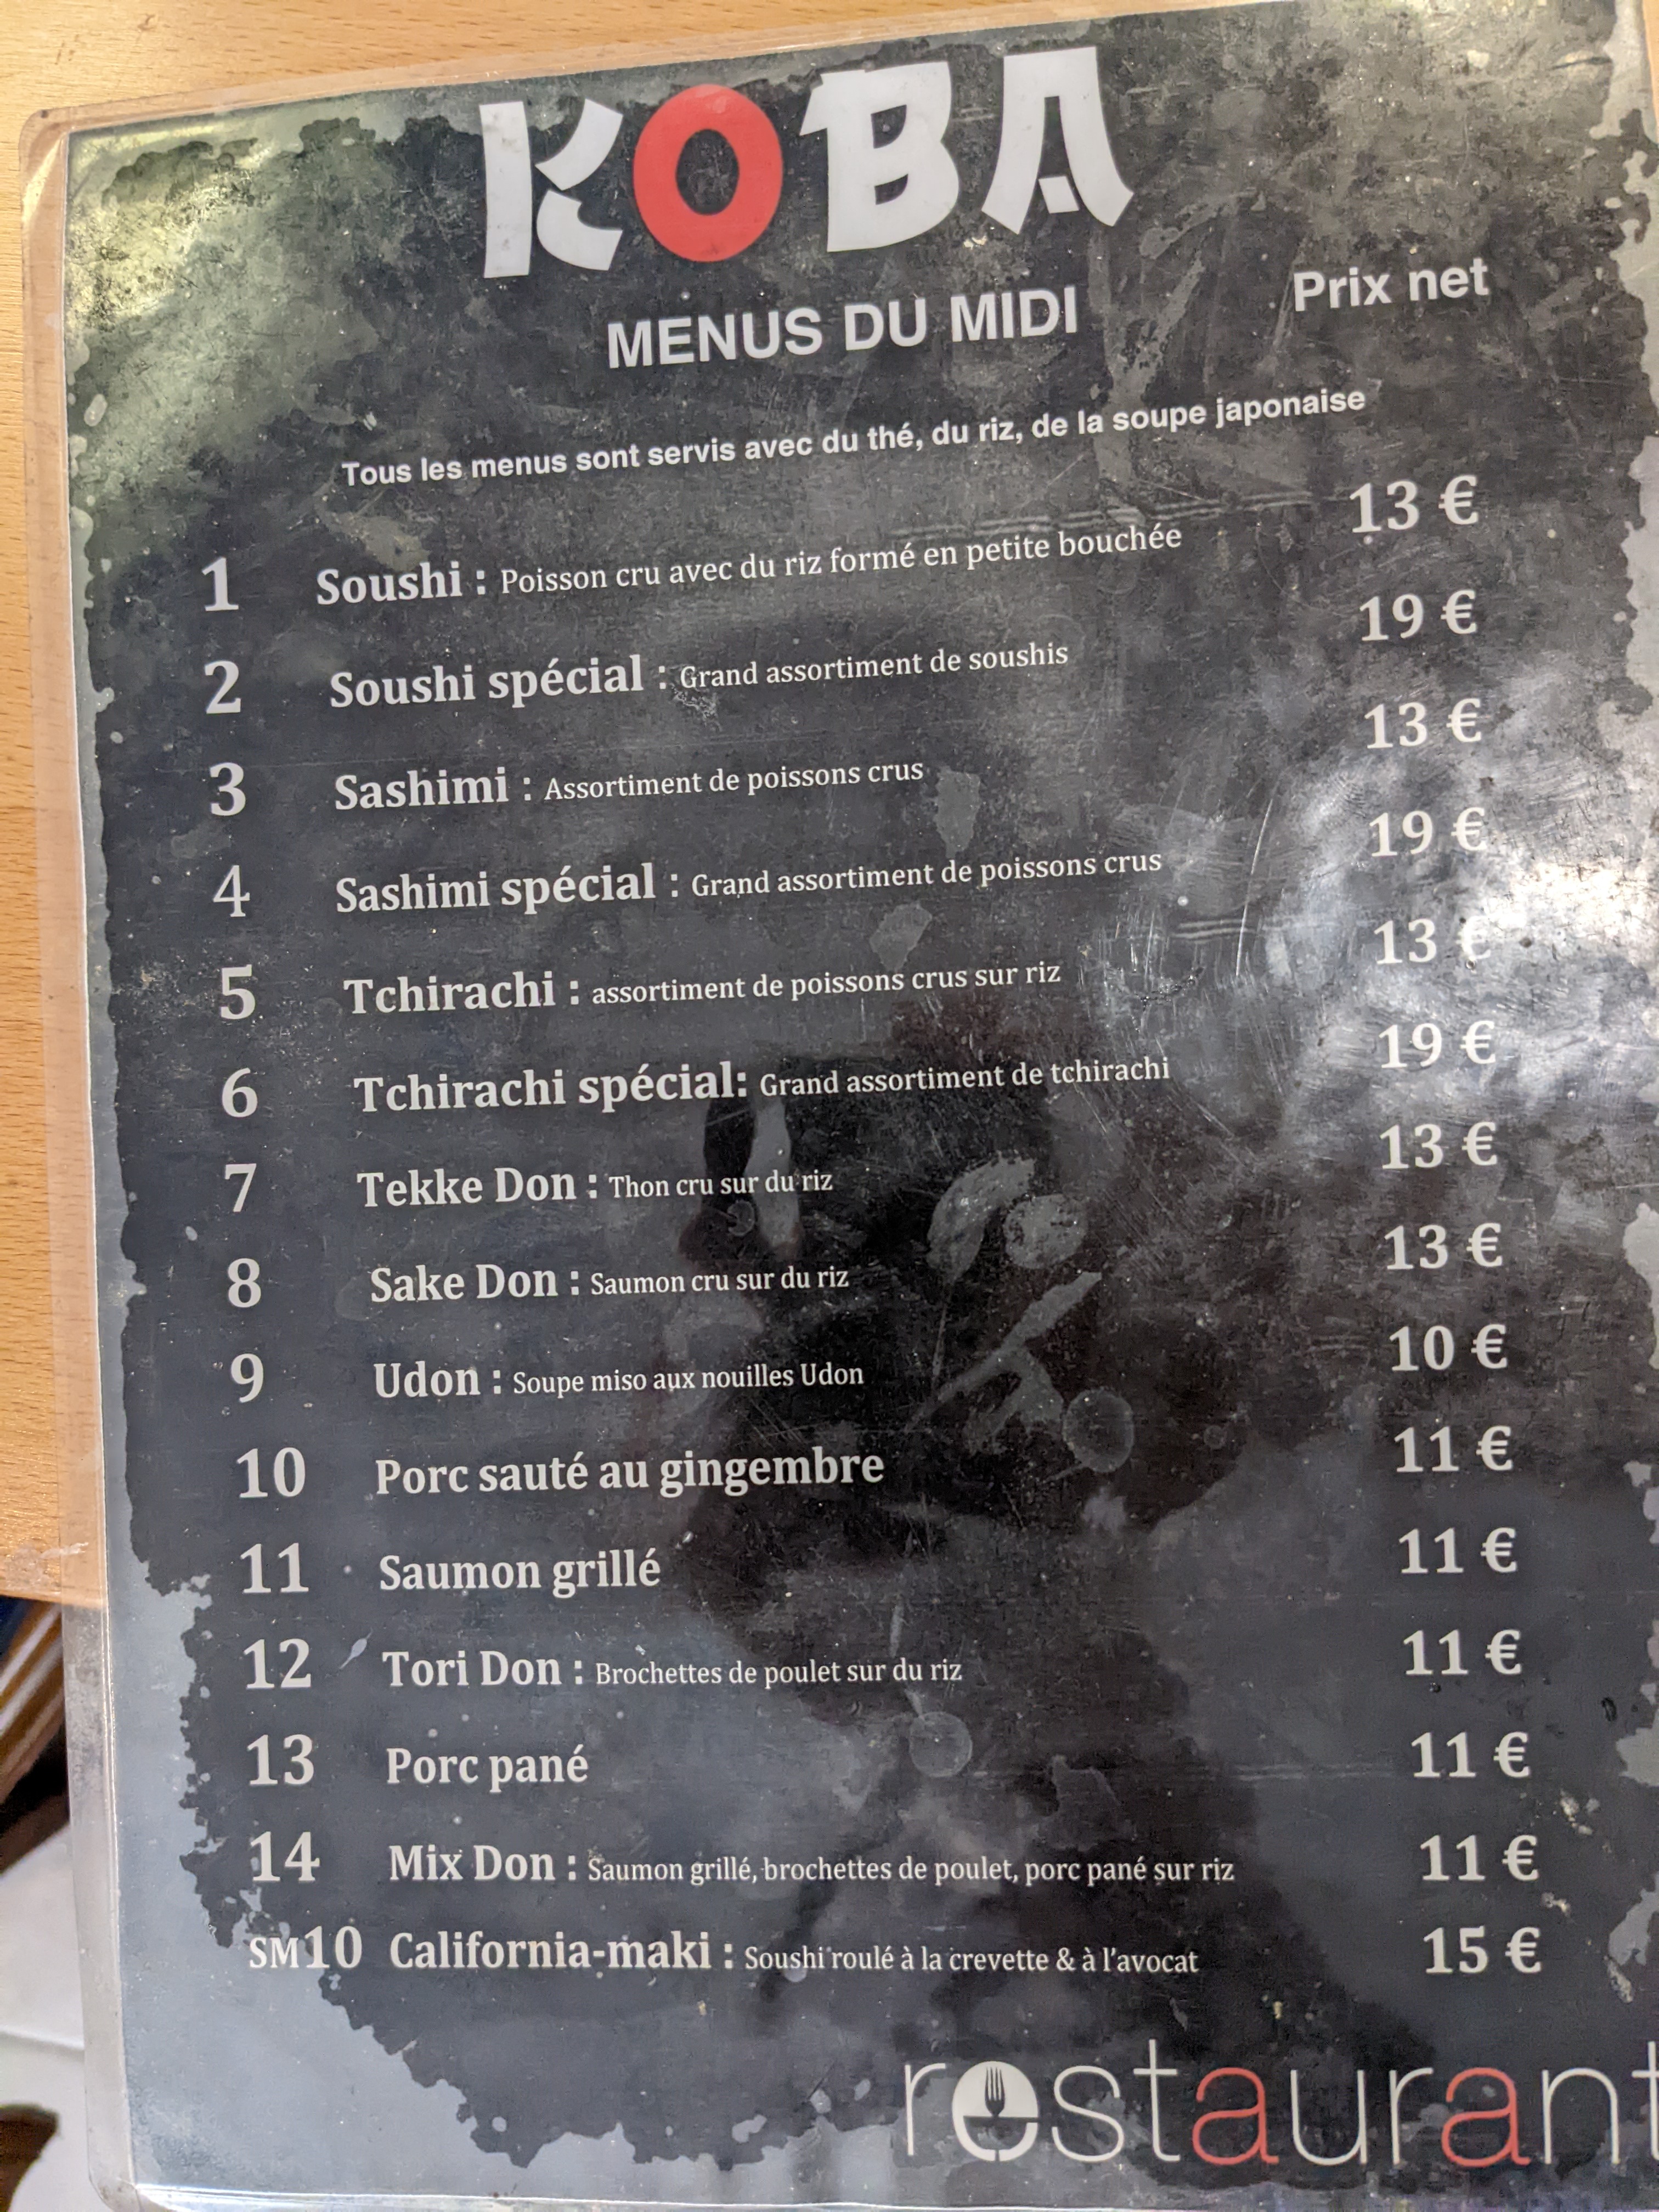 KOBA
Prix net
MENUS DU MIDI
Tous les menus sont servis avec du thé, du riz, de la soupe japonaise
1 Soushi : Poisson cru avec du riz formé en petite bouchée 13 €
2 Soushi spécial : Grand assortiment de soushis 19 €
3 Sashimi : Assortiment de poissons crus 13 €
4 Sashimi spécial : Grand assortiment de poissons crus 19 €
5 Tchirachi : assortiment de poissons crus sur riz 13 €
6 Tchirachi spécial: Grand assortiment de tchirachi 19 €
7 Tekke Don : Thon cru sur du riz 13 €
8 Sake Don : Saumon cru sur du riz 13 €
9 Udon : Soupe miso aux nouilles Udon 10 €
10 Porc sauté au gingembre 11 €
11 Saumon grillé 11 €
12 Tori Don : Brochettes de poulet sur du riz 11 €
13 Porc pané 11 €
14 Mix Don : Saumon grillé, brochettes de poulet, porc pané sur riz 11 €
SM10 California-maki : Soushi roulé à la crevette & à l'avocat 15 €
restaurant